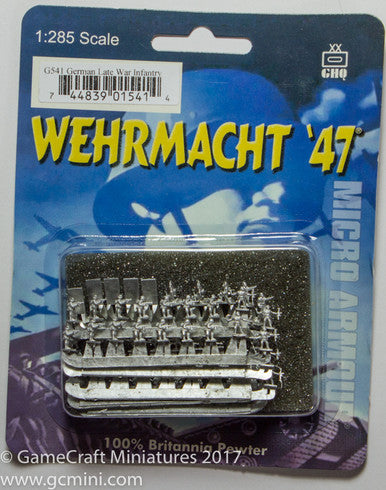 1:285 Scale
XX
GHQ
G541 German Late War Infantry
7 44839 01541 4
WEHRMACHT '47®
MICRO ARMOUR
100% Britannia Pewter
© GameCraft Miniatures 2017
www.gcmini.com